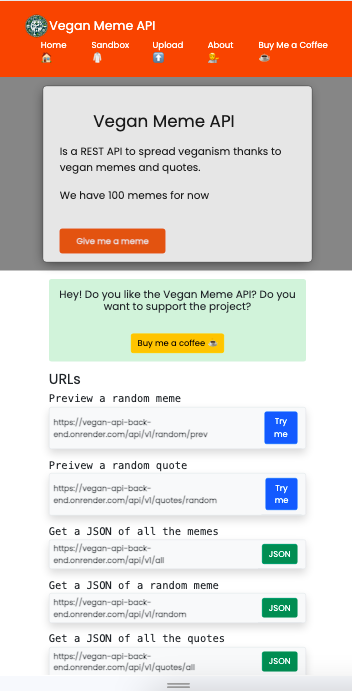 Vegan Meme API
Home Sandbox Upload About Buy Me a Coffee
Vegan Meme API
Is a REST API to spread veganism thanks to
vegan memes and quotes.
We have 100 memes for now
Give me a meme
Hey! Do you like the Vegan Meme API? Do you
want to support the project?
Buy me a coffee
URLs
Preview a random meme
https://vegan-api-back-
end.onrender.com/api/v1/random/prev
Try
me
Preivew a random quote
https://vegan-api-back-
end.onrender.com/api/v1/quotes/random
Try
me
Get a JSON of all the memes
https://vegan-api-back-
end.onrender.com/api/v1/all
JSON
Get a JSON of a random meme
https://vegan-api-back-
end.onrender.com/api/v1/random
JSON
Get a JSON of all the quotes
https://vegan-api-back-
end.onrender.com/api/v1/quotes/all
JSON